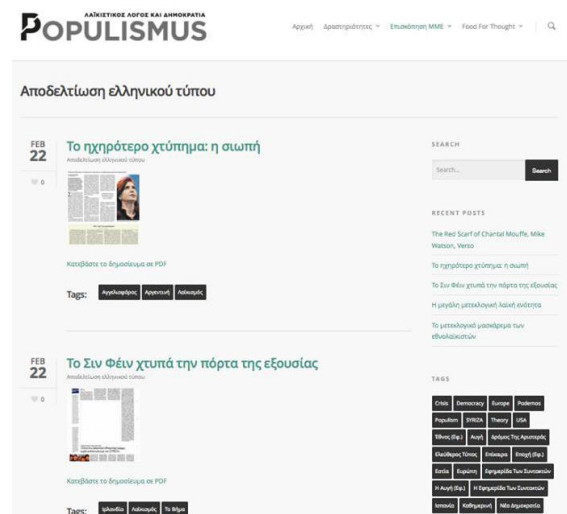 ΛΑΪΚΙΣΤΙΚΟΣ ΛΟΓΟΣ ΚΑΙ ΔΗΜΟΚΡΑΤΙΑ
POPULISMUS
Αρχική Δραστηριότητες Επισκόπηση ΜΜΕ Food For Thought
Αποδελτίωση ελληνικού τύπου
FEB
22
Το ηχηρότερο χτύπημα: η σιωπή
Αποδελτίωση ελληνικού τύπου
0
Κατεβάστε το δημοσίευμα σε PDF
Tags: Αγγελιοφόρος Αργεντινή Λαϊκισμός
FEB
22
Το Σιν Φέιν χτυπά την πόρτα της εξουσίας
Αποδελτίωση ελληνικού τύπου
0
Κατεβάστε το δημοσίευμα σε PDF
Tags: Ιρλανδία Λαϊκισμός Το Βήμα
SEARCH
Search... Search
RECENT POSTS
The Red Scarf of Chantal Mouffe, Mike
Watson, Verso
Το ηχηρότερο χτύπημα: η σιωπή
Το Σιν Φέιν χτυπά την πόρτα της εξουσίας
Η μεγάλη μετεκλογική λαϊκή ενότητα
Το μετεκλογικό μασκάρεμα των
εθνολαϊκιστών
TAGS
Crisis Democracy Europe Podemos
Populism SYRIZA Theory USA
Έθνος (Εφ.) Αυγή Δρόμος Της Αριστεράς
Ελεύθερος Τύπος Επίκαιρα Εποχή (Εφ.)
Εστία Ευρώπη Εφημερίδα Των Συντακτών
Η Αυγή (Εφ.) Η Εφημερίδα Των Συντακτών
Ισπανία Καθημερινή Νέα Δημοκρατία